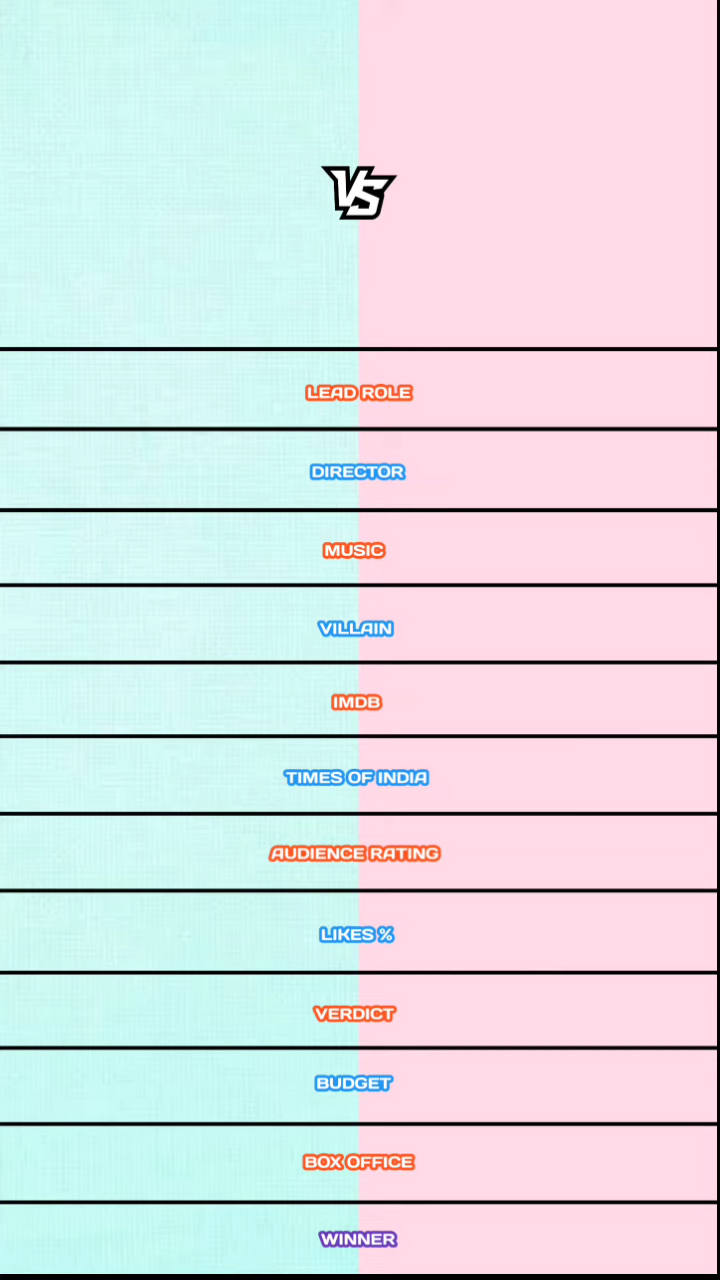 VS
LEAD ROLE
DIRECTOR
MUSIC
VILLAIN
IMDB
TIMES OF INDIA
AUDIENCE RATING
LIKES %
VERDICT
BUDGET
BOX OFFICE
WINNER